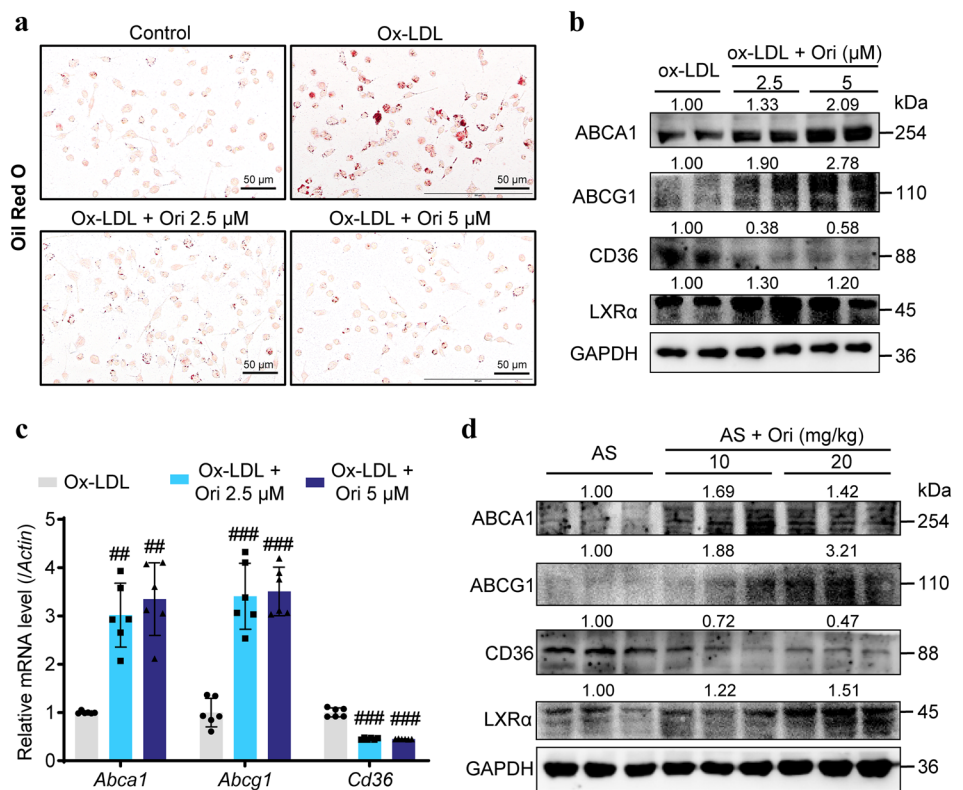 a
Control
Ox-LDL
50 µm
50 µm
Oil Red O
Ox-LDL + Ori 2.5 µM
Ox-LDL + Ori 5 µM
50 µm
50 µm
b
ox-LDL + Ori (µM)
ox-LDL
2.5
5
1.00
1.33
2.09
kDa
ABCA1
254
1.00
1.90
2.78
ABCG1
110
1.00
0.38
0.58
CD36
88
1.00
1.30
1.20
LXRα
45
GAPDH
36
c
Ox-LDL
Ox-LDL +
Ori 2.5 µM
Ox-LDL +
Ori 5 µM
Relative mRNA level (/Actin)
5
4
3
2
1
0
##
##
###
###
###
###
Abca1
Abcg1
Cd36
d
AS + Ori (mg/kg)
AS
10
20
1.00
1.69
1.42
kDa
ABCA1
254
1.00
1.88
3.21
ABCG1
110
1.00
0.72
0.47
CD36
88
1.00
1.22
1.51
LXRα
45
GAPDH
36